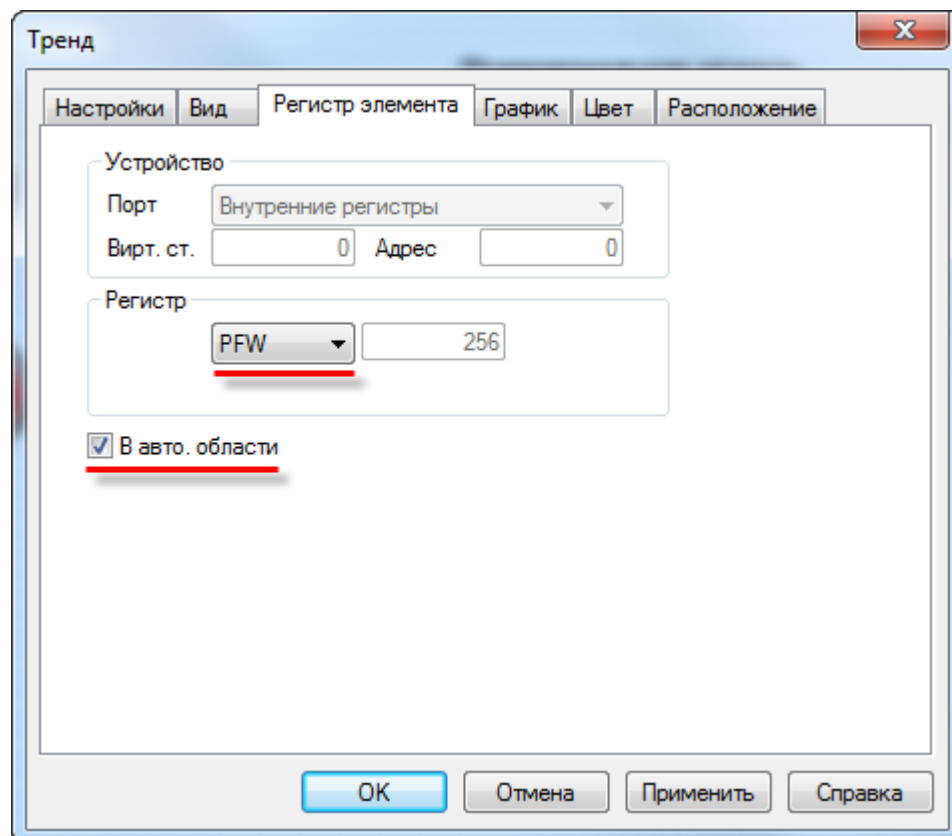 Тренд
Настройки Вид Регистр элемента График Цвет Расположение
Устройство
Порт Внутренние регистры
Вирт. ст. 0 Адрес 0
Регистр
PFW 256
В авто. области
OK Отмена Применить Справка